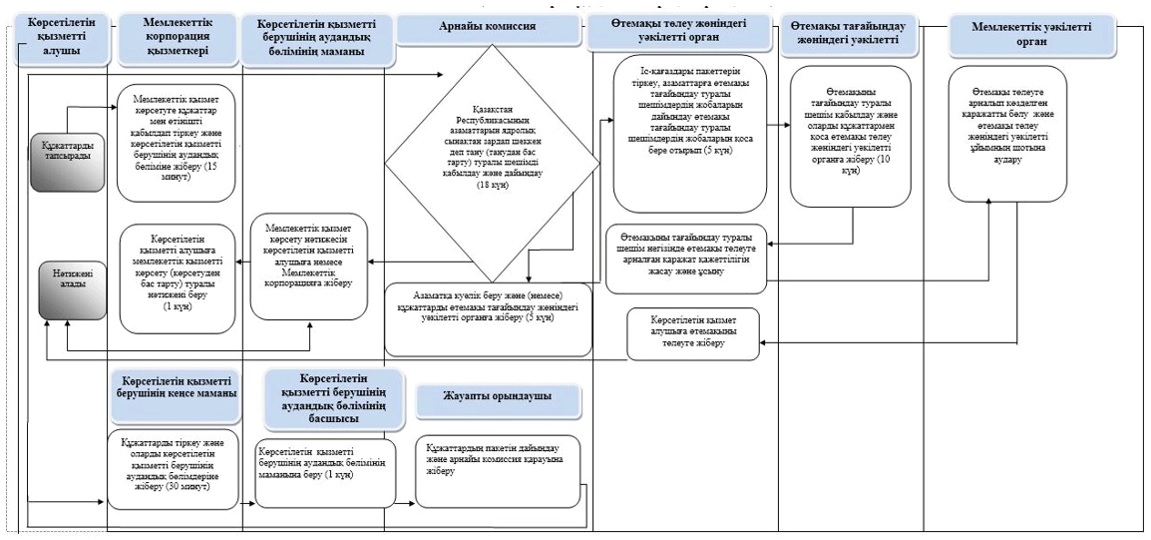 Көрсетілетін
қызметті
алушы
Мемлекеттік
корпорация
қызметкері
Көрсетілетін қызметті
берушінің аудандық
бөлімінің маманы
Арнайы комиссия
Өтемақы төлеу жөніндегі
уәкілетті орган
Өтемақы тағайындау
жөніндегі уәкілетті
Мемлекеттік уәкілетті
орган
Құжаттарды
тапсырады
Мемлекеттік қызмет
көрсетуге құжаттар
мен өтінішті
қабылдап тіркеу және
көрсетілетін қызметті
берушінің аудандық
бөліміне жіберу (15
минут)
Қазақстан
Республикасының
азаматтарын ядролық
сынақтан зардап шеккен
деп тану (танудан бас
тарту) туралы шешімді
қабылдау және дайындау
(18 күн)
Іс-қағаздары пакеттерін
тіркеу, азаматтарға өтемақы
тағайындау туралы
шешімдердің жобаларын
дайындау өтемақы
тағайындау туралы
шешімдердің жобаларын қоса
бере отырып (5 күн)
Өтемақыны
тағайындау туралы
шешім қабылдау және
оларды құжаттармен
қоса өтемақы төлеу
жөніндегі уәкілетті
органға жіберу (10
күн)
Өтемақы төлеуге
арналып көзделген
қаражатты бөлу және
өтемақы төлеу
жөніндегі уәкілетті
ұйымның шотына
аудару
Нәтижені
алады
Көрсетілетін
қызметті алушыға
мемлекеттік қызметті
көрсету (көрсетуден
бас тарту) туралы
нәтижені беру
(1 күн)
Мемлекеттік қызмет
көрсету нәтижесін
көрсетілетін қызметті
алушыға немесе
Мемлекеттік
корпорацияға жіберу
Азаматқа куәлік беру және (немесе)
құжаттарды өтемақы тағайындау жөніндегі
уәкілетті органға жіберу (5 күн)
Өтемақыны тағайындау туралы
шешім негізінде өтемақы төлеуге
арналған қаражат қажеттілігін
жасау және ұсыну
Көрсетілетін қызмет
алушыға өтемақыны
төлеуге жіберу
Көрсетілетін қызметті
берушінің кеңсе маманы
Көрсетілетін
қызметті берушінің
аудандық бөлімінің
басшысы
Жауапты орындаушы
Құжаттарды тіркеу және
оларды көрсетілетін
қызметті берушінің
аудандық бөлімдеріне
жіберу (30 минут)
Көрсетілетін қызметті
берушінің аудандық бөлімінің
маманына беру (1 күн)
Құжаттардың пакетін дайындау
және арнайы комиссия қарауына
жіберу